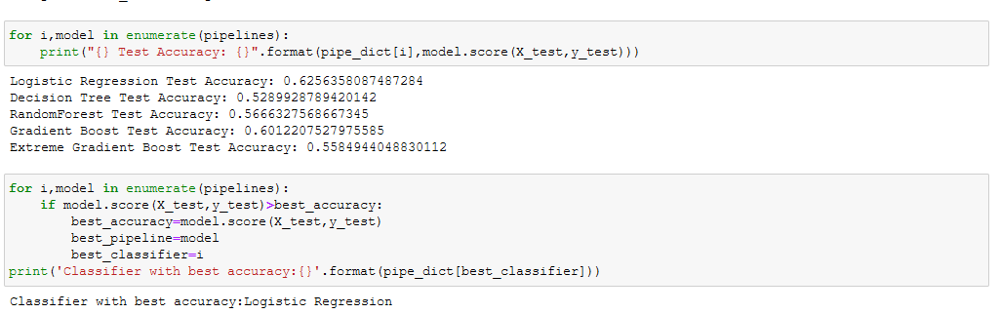 for i,model in enumerate(pipelines):
    print("{} Test Accuracy: {}".format(pipe_dict[i],model.score(X_test,y_test)))
Logistic Regression Test Accuracy: 0.6256358087487284
Decision Tree Test Accuracy: 0.5289928789420142
RandomForest Test Accuracy: 0.5666327568667345
Gradient Boost Test Accuracy: 0.6012207527975585
Extreme Gradient Boost Test Accuracy: 0.5584944048830112
for i,model in enumerate(pipelines):
    if model.score(X_test,y_test)>best_accuracy:
        best_accuracy=model.score(X_test,y_test)
        best_pipeline=model
        best_classifier=i
print('Classifier with best accuracy:{}'.format(pipe_dict[best_classifier]))
Classifier with best accuracy:Logistic Regression